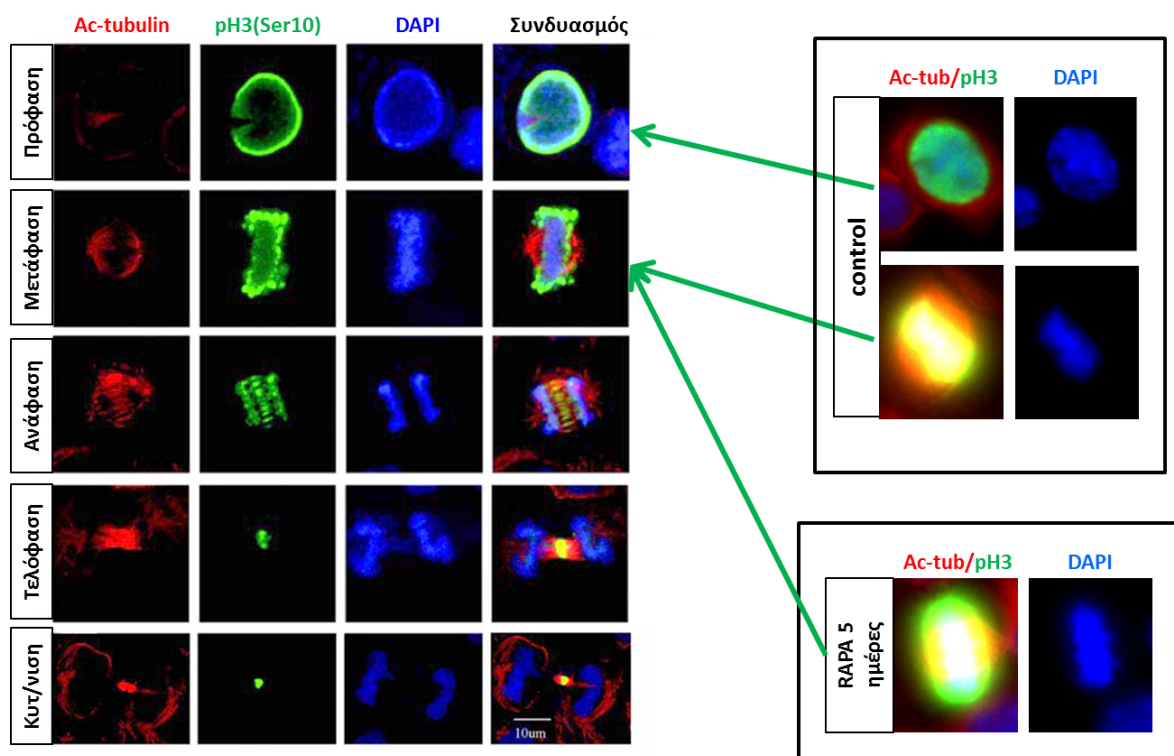 Ac-tubulin pH3(Ser10) DAPI Συνδυασμός
Πρόφαση
Μετάφαση
Ανάφαση
Τελόφαση
Κυτ/νιση
10um
Ac-tub/pH3 DAPI
control
Ac-tub/pH3 DAPI
RAPA 5
ημέρες